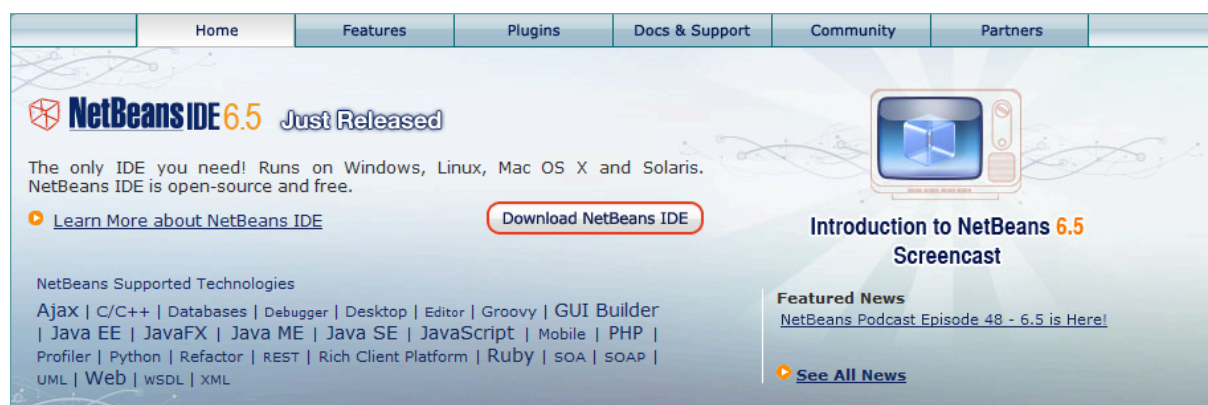 Home Features Plugins Docs & Support Community Partners
NetBeans IDE 6.5 Just Released
The only IDE you need! Runs on Windows, Linux, Mac OS X and Solaris.
NetBeans IDE is open-source and free.
Learn More about NetBeans IDE
Download NetBeans IDE
NetBeans Supported Technologies
Ajax | C/C++ | Databases | Debugger | Desktop | Editor | Groovy | GUI Builder
| Java EE | JavaFX | Java ME | Java SE | JavaScript | Mobile | PHP |
Profiler | Python | Refactor | REST | Rich Client Platform | Ruby | SOA | SOAP |
UML | Web | WSDL | XML
Introduction to NetBeans 6.5
Screencast
Featured News
NetBeans Podcast Episode 48 - 6.5 is Here!
See All News